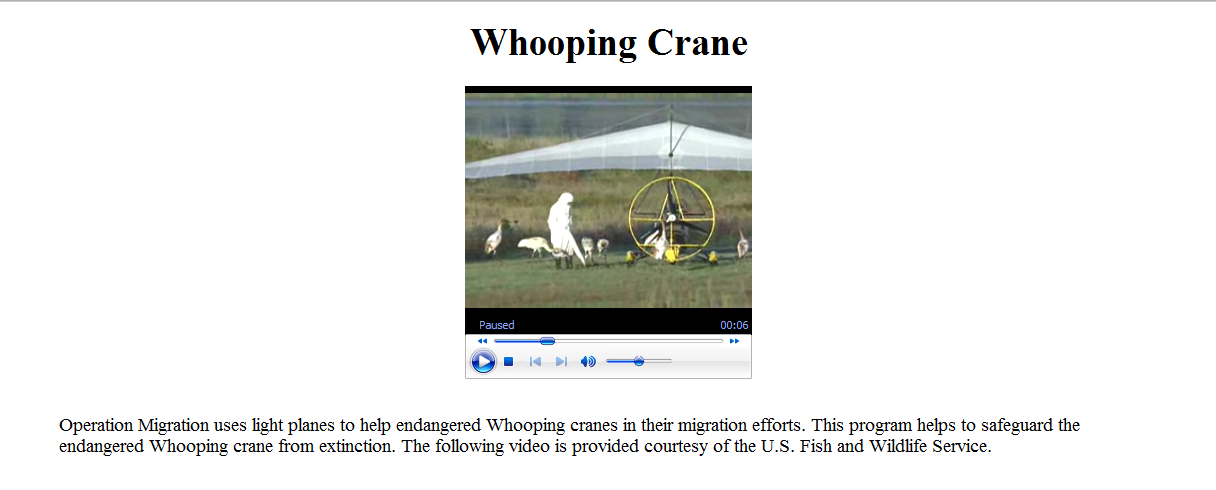 Whooping Crane
Paused 00:06
Operation Migration uses light planes to help endangered Whooping cranes in their migration efforts. This program helps to safeguard the
endangered Whooping crane from extinction. The following video is provided courtesy of the U.S. Fish and Wildlife Service.